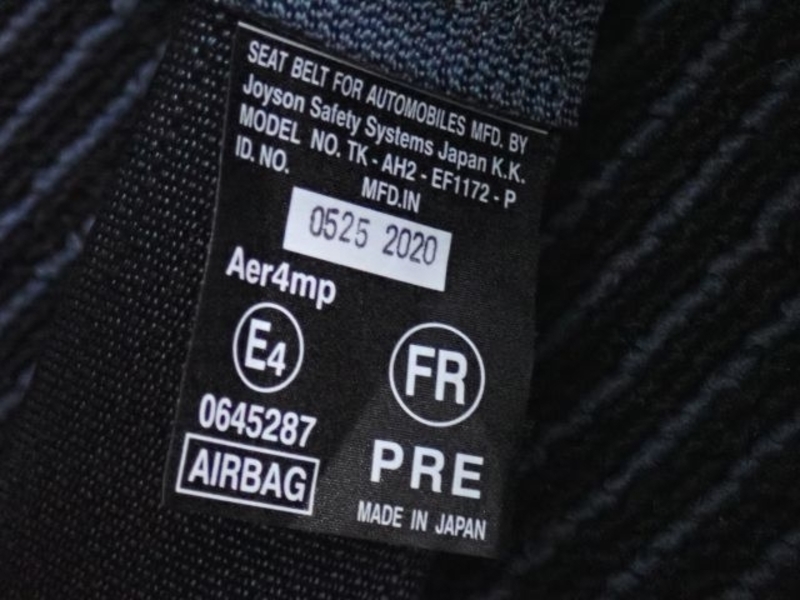 SEAT BELT FOR AUTOMOBILES MFD. BY
Joyson Safety Systems Japan K.K.
MODEL NO. TK-AH2-EF1172-P
ID. NO.
MFD.IN
0525 2020
Aer4mp
E4
FR
0645287
PRE
AIRBAG
MADE IN JAPAN